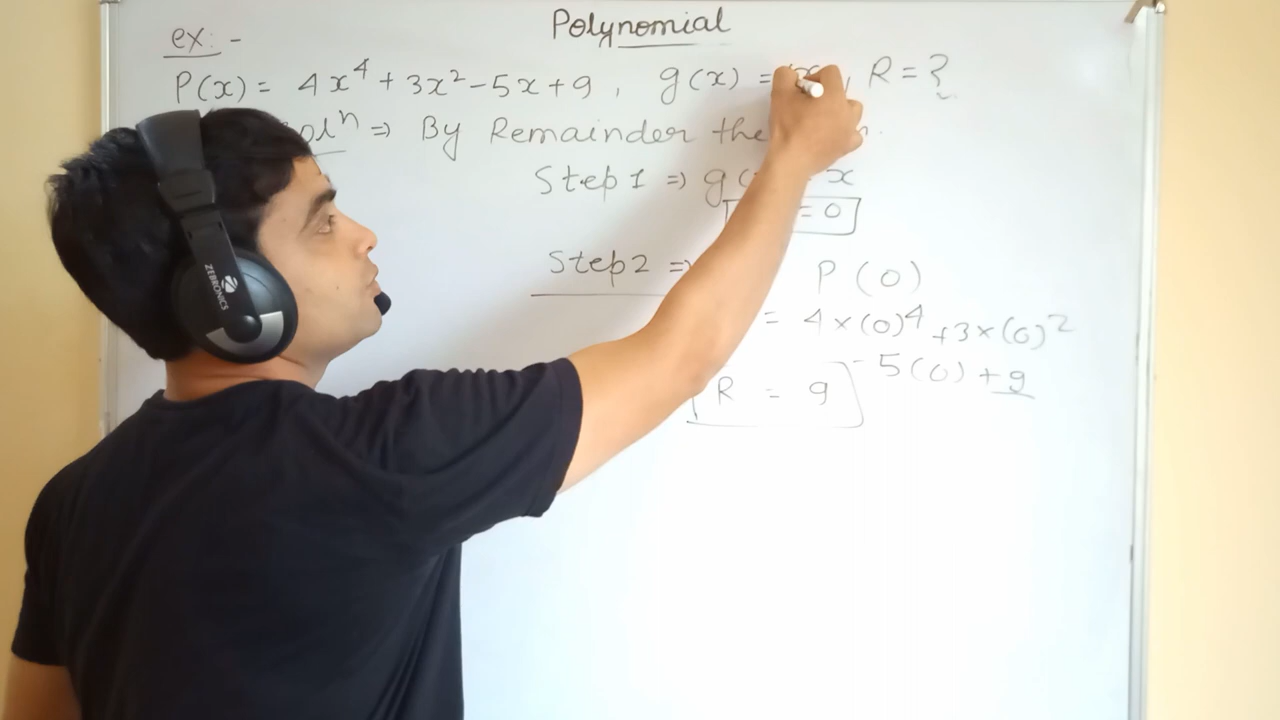 Polynomial
ex: -
P(x) = 4x⁴ + 3x² - 5x + 9 , g(x) = x , R = ?
solⁿ => By Remainder the
Step 1 => g( x
= 0
Step 2 => P (0)
= 4 × (0)⁴ + 3 × (0)²
- 5(0) + 9
R = 9
ZEBRONICS